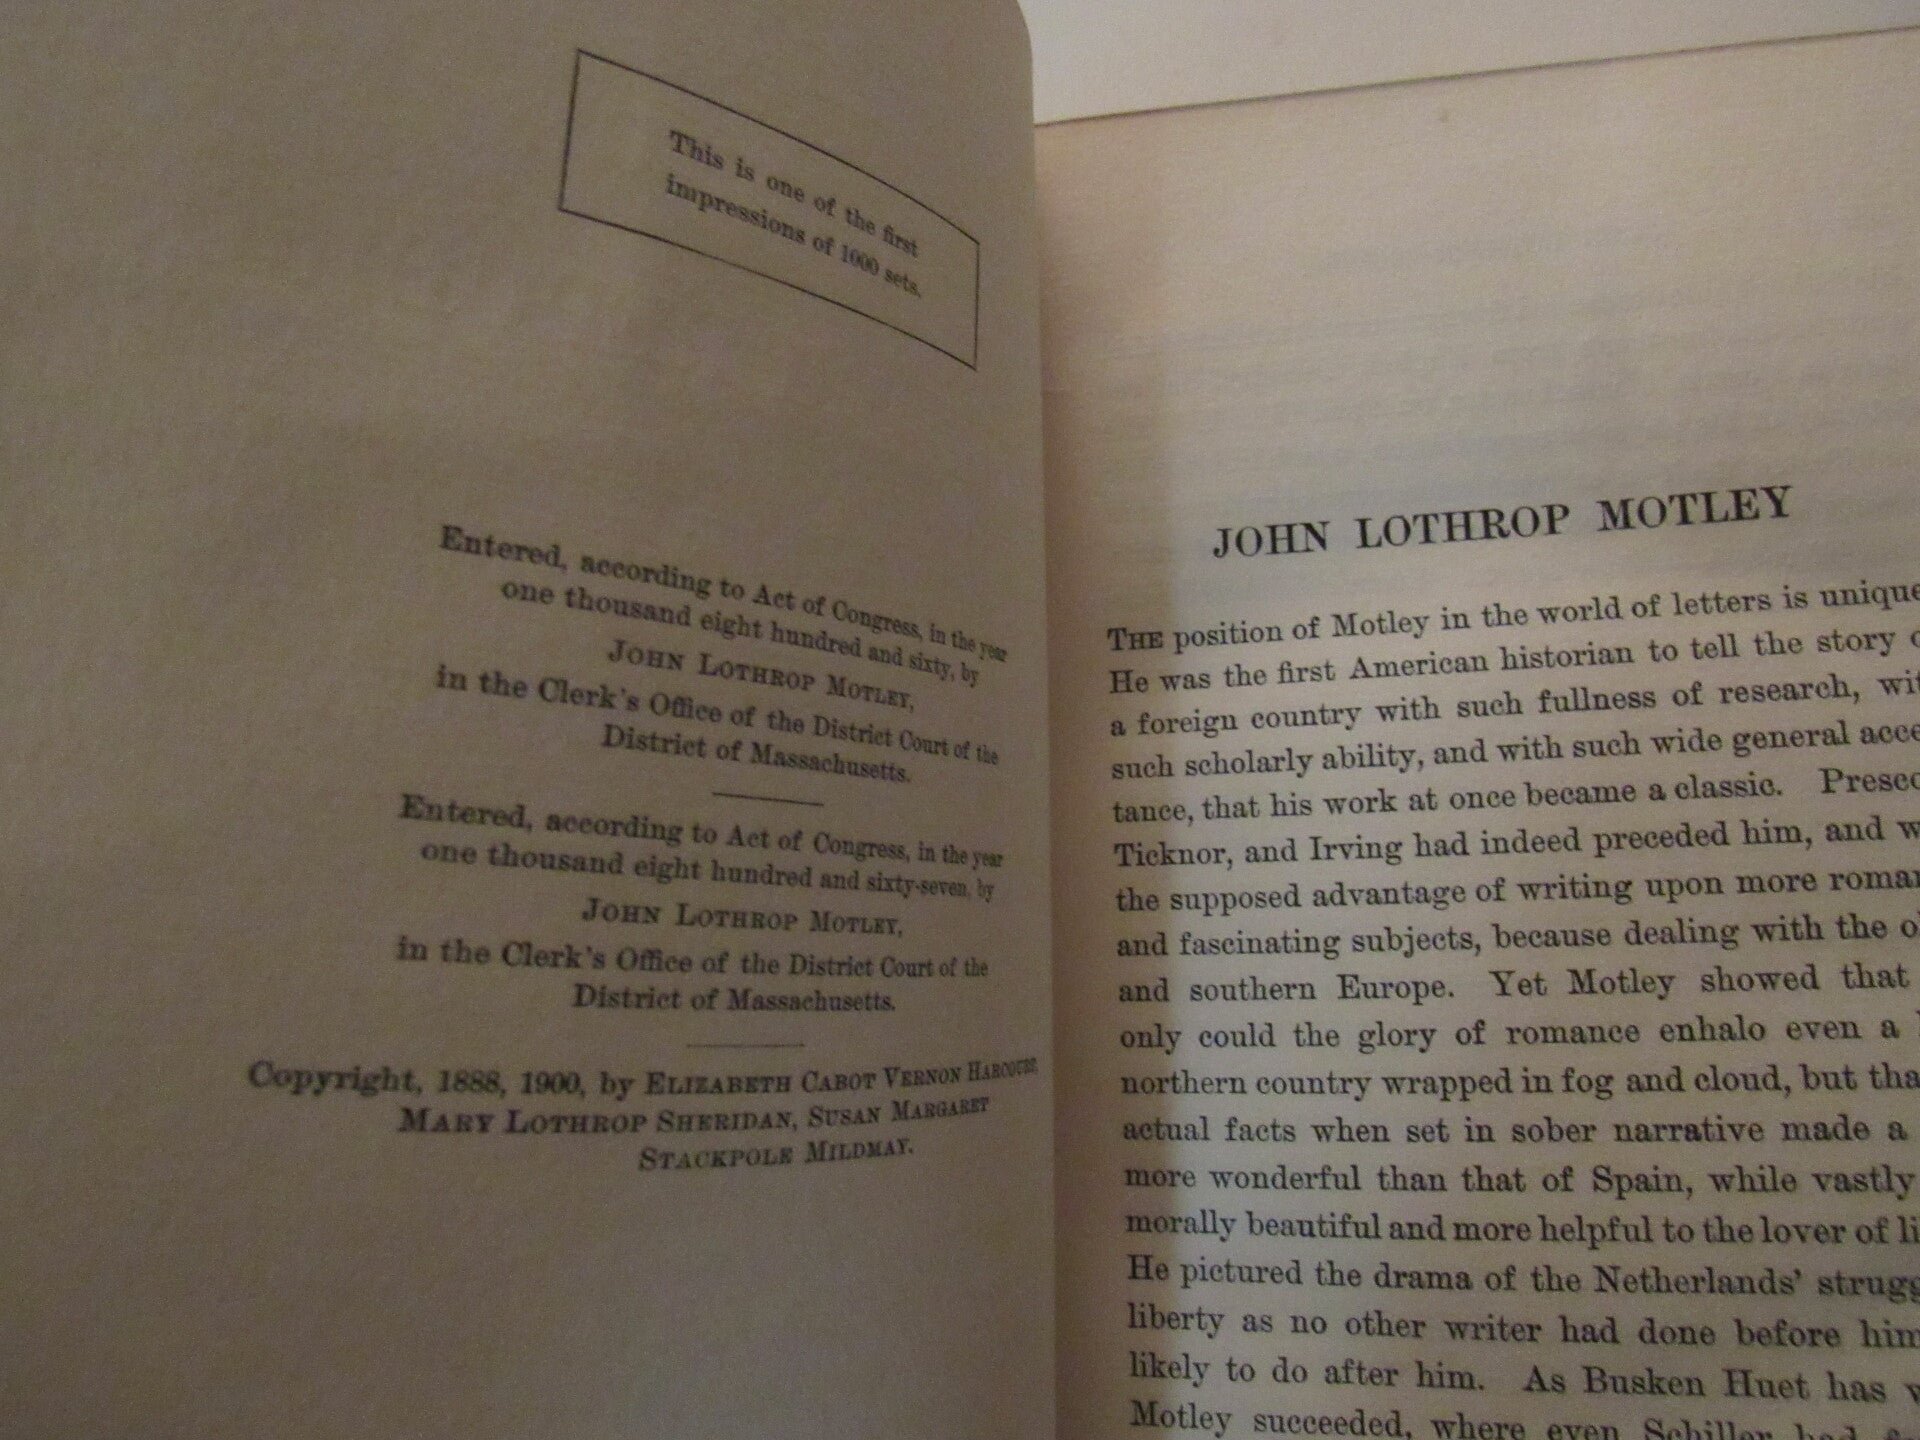 This is one of the first
impressions of 1000 sets.
Entered, according to Act of Congress, in the year
one thousand eight hundred and sixty, by
JOHN LOTHROP MOTLEY,
in the Clerk's Office of the District Court of the
District of Massachusetts.
Entered, according to Act of Congress, in the year
one thousand eight hundred and sixty-seven, by
JOHN LOTHROP MOTLEY,
in the Clerk's Office of the District Court of the
District of Massachusetts.
Copyright, 1888, 1900, by ELIZABETH CABOT VERNON HARCOURT,
MARY LOTHROP SHERIDAN, SUSAN MARGARET
STACKPOLE MILDMAY.
JOHN LOTHROP MOTLEY
THE position of Motley in the world of letters is unique
He was the first American historian to tell the story
a foreign country with such fullness of research, wit
such scholarly ability, and with such wide general acce
tance, that his work at once became a classic. Presco
Ticknor, and Irving had indeed preceded him, and w
the supposed advantage of writing upon more roman
and fascinating subjects, because dealing with the
and southern Europe. Yet Motley showed that
only could the glory of romance enhalo even a
northern country wrapped in fog and cloud, but tha
actual facts when set in sober narrative made a
more wonderful than that of Spain, while vastly
morally beautiful and more helpful to the lover of li
He pictured the drama of the Netherlands' strugg
liberty as no other writer had done before him
likely to do after him. As Busken Huet has
Motley succeeded, where even Schiller had